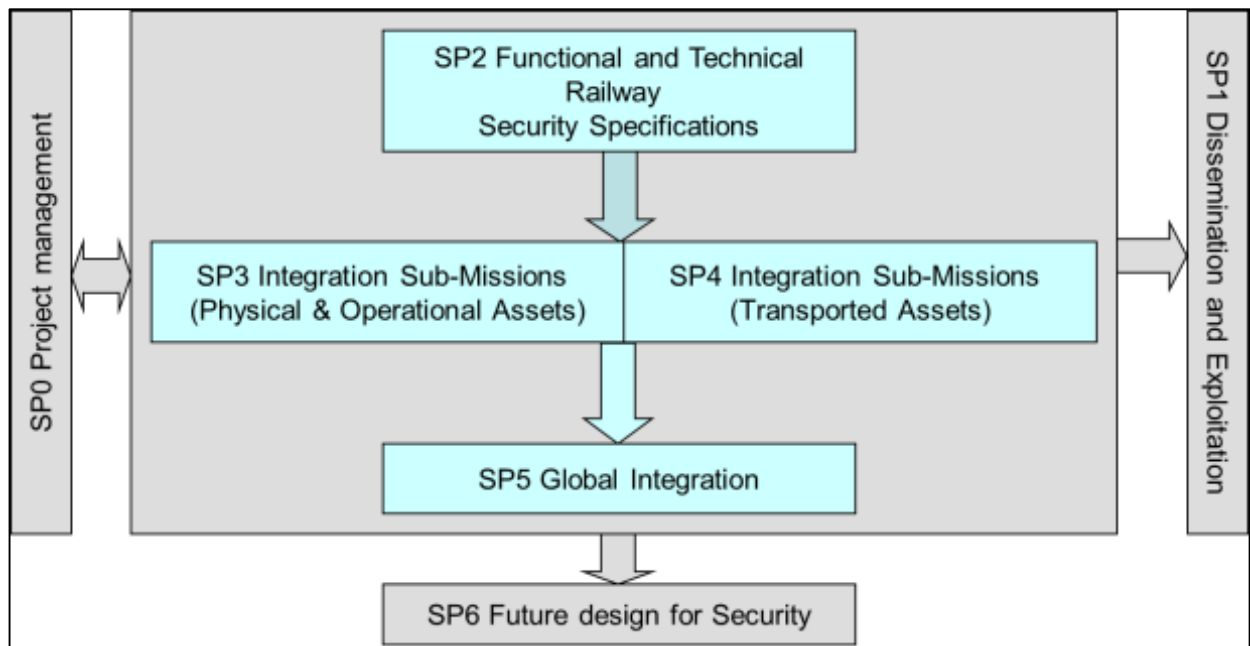 SP0 Project management
SP2 Functional and Technical
Railway
Security Specifications
SP3 Integration Sub-Missions
(Physical & Operational Assets)
SP4 Integration Sub-Missions
(Transported Assets)
SP5 Global Integration
SP6 Future design for Security
SP1 Dissemination and Exploitation